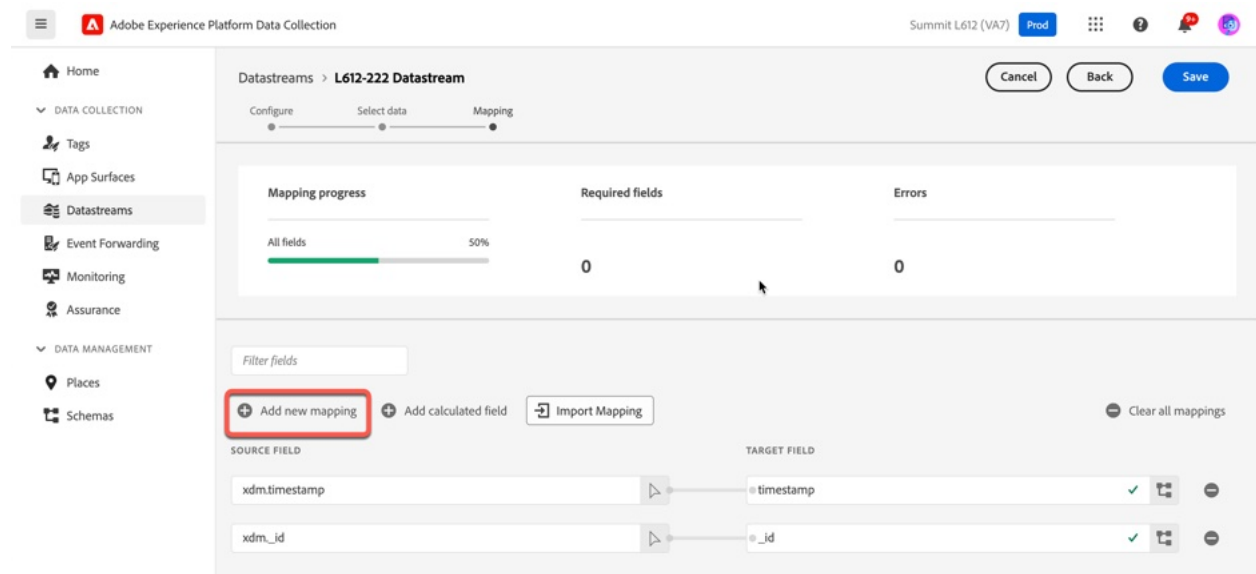 Adobe Experience Platform Data Collection
Summit L612 (VA7) Prod
9+
Home
DATA COLLECTION
Tags
App Surfaces
Datastreams
Event Forwarding
Monitoring
Assurance
DATA MANAGEMENT
Places
Schemas
Datastreams > L612-222 Datastream
Cancel Back Save
Configure Select data Mapping
Mapping progress Required fields Errors
All fields 50%
0 0
Filter fields
Add new mapping Add calculated field Import Mapping Clear all mappings
SOURCE FIELD TARGET FIELD
xdm.timestamp timestamp
xdm._id _id